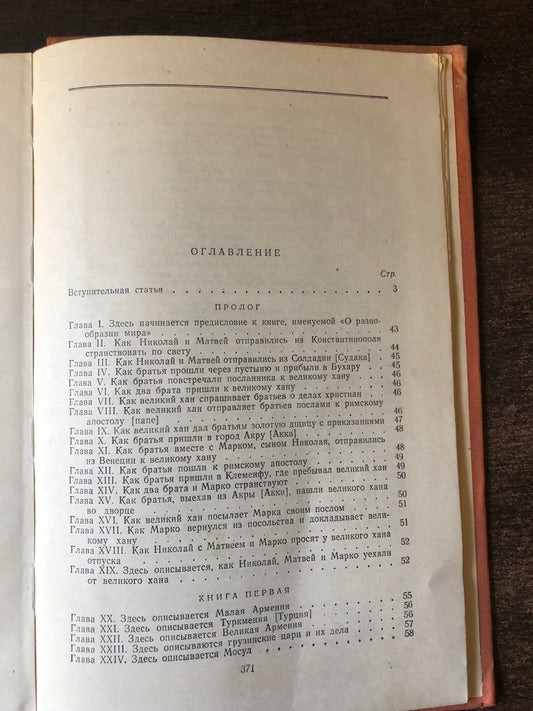 ОГЛАВЛЕНИЕ
Стр.
Вступительная статья . . . . . . . . . . . . . . . . . . 3
ПРОЛОГ
Глава I. Здесь начинается предисловие к книге, именуемой «О разно-
образии мира» . . . . . . . . . . . . . . . . . 43
Глава II. Как Николай и Матвей отправились из Константинополя
странствовать по свету . . . . . . . . . . . . . . 44
Глава III. Как Николай и Матвей отправились из Солдадии [Судака] . 45
Глава IV. Как братья прошли через пустыню и прибыли в Бухару . . 45
Глава V. Как братья повстречали посланника к великому хану . . . 46
Глава VI. Как два брата пришли к великому хану . . . . . . 46
Глава VII. Как великий хан спрашивает братьев о делах христиан . 46
Глава VIII. Как великий хан отправляет братьев послами к римскому
апостолу [папе] . . . . . . . . . . . . . . . . 46
Глава IX. Как великий хан дал братьям золотую дщицу с приказаниями 47
Глава X. Как братья пришли в город Акру [Акка] . . . . . . 48
Глава XI. Как братья вместе с Марком, сыном Николая, отправились
из Венеции к великому хану . . . . . . . . . . . . 48
Глава XII. Как братья пошли к римскому апостолу . . . . . . 49
Глава XIII. Как братья пришли в Клеменфу, где пребывал великий хан 49
Глава XIV. Как два брата и Марко странствуют . . . . . . . 50
Глава XV. Как братья, выехав из Акры [Акки], нашли великого хана
во дворце . . . . . . . . . . . . . . . . . . 50
Глава XVI. Как великий хан посылает Марка своим послом . . . . 51
Глава XVII. Как Марко вернулся из посольства и докладывает вели-
кому хану . . . . . . . . . . . . . . . . . . 51
Глава XVIII. Как Николай с Матвеем и Марко просят у великого хана
отпуска . . . . . . . . . . . . . . . . . . . 52
Глава XIX. Здесь описывается, как Николай, Матвей и Марко уехали
от великого хана . . . . . . . . . . . . . . . . 52
КНИГА ПЕРВАЯ
Глава XX. Здесь описывается Малая Армения . . . . . . . . 55
Глава XXI. Здесь описывается Туркмения [Турция] . . . . . . 56
Глава XXII. Здесь описывается Великая Армения . . . . . . . 56
Глава XXIII. Здесь описываются грузинские цари и их дела . . . . 57
Глава XXIV. Здесь описывается Мосул . . . . . . . . . . 58
371